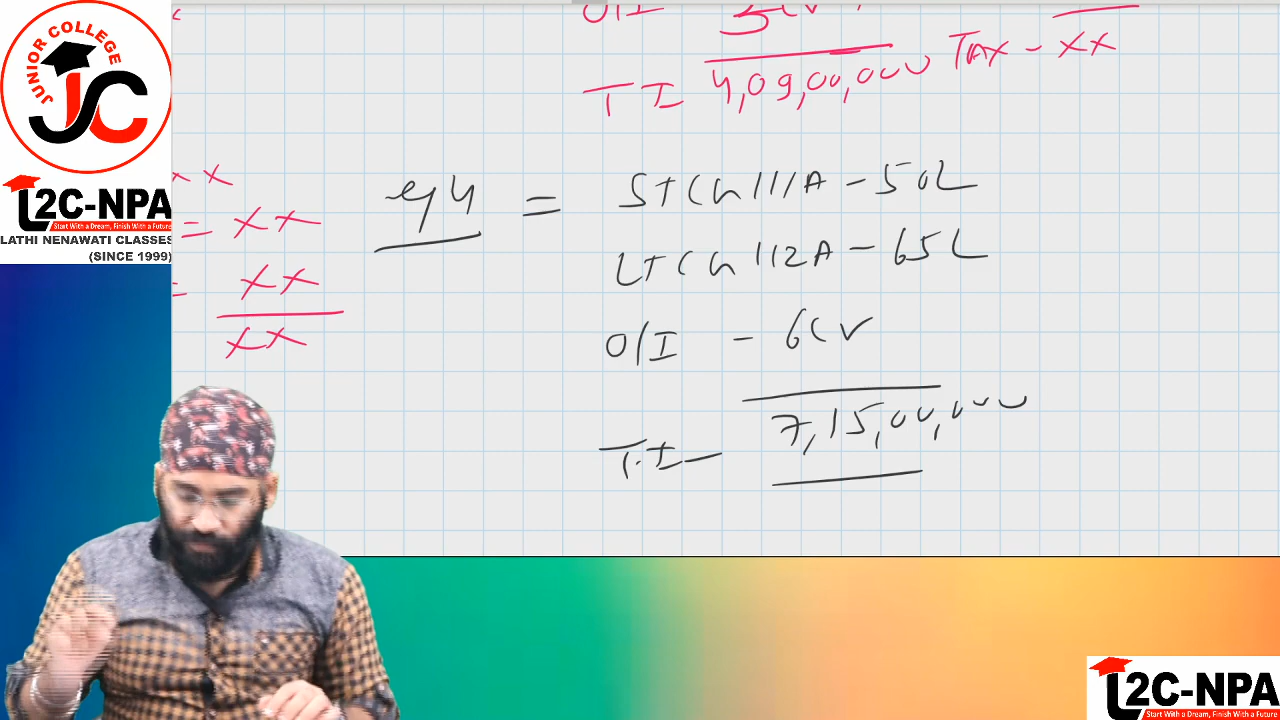 JUNIOR COLLEGE
JC
L2C-NPA
Start With a Dream, Finish With a Future
LATHI NENAWATI CLASSES
(SINCE 1999)
O/I
TAX - XX
TI 4,09,00,000
XX
= XX
= XX
XX
eg 4 = STCG 111A - 50L
LTCG 112A - 65L
O/I - 6CV
T.I - 7,15,00,000
L2C-NPA
Start With a Dream, Finish With a Future